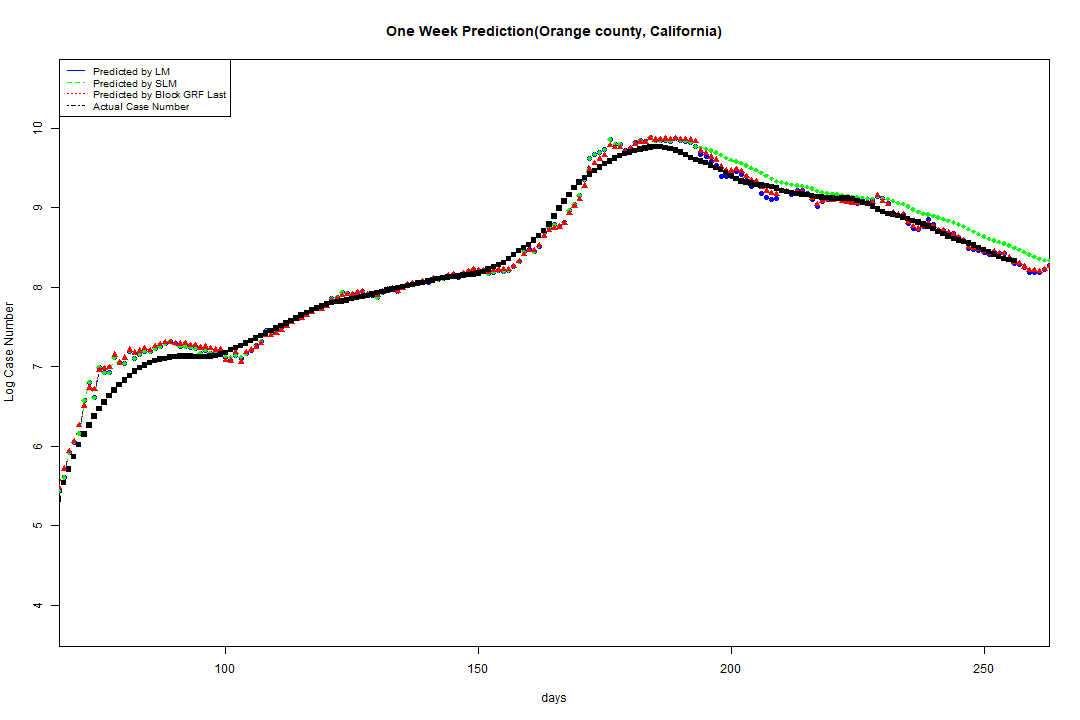 One Week Prediction(Orange county, California)
Predicted by LM
Predicted by SLM
Predicted by Block GRF Last
Actual Case Number
10
9
8
7
6
5
4
Log Case Number
100
150
200
250
days